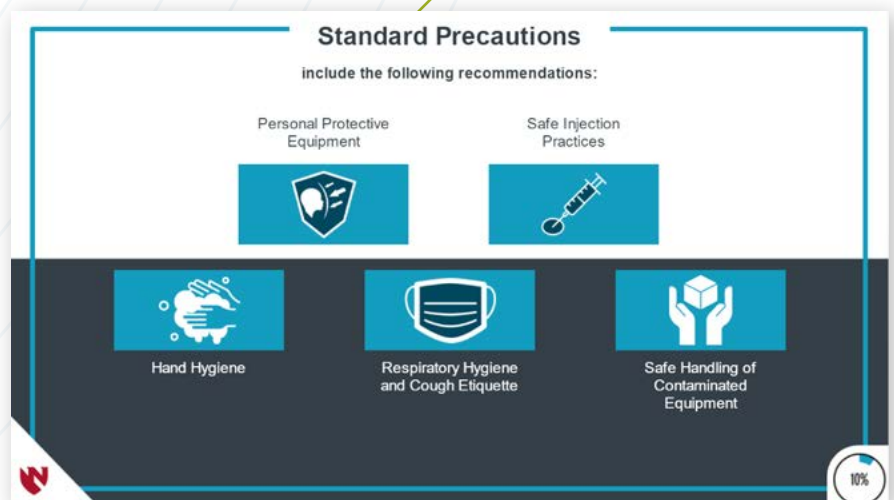 Standard Precautions
include the following recommendations:
Personal Protective
Equipment
Safe Injection
Practices
Hand Hygiene
Respiratory Hygiene
and Cough Etiquette
Safe Handling of
Contaminated
Equipment
N
10%